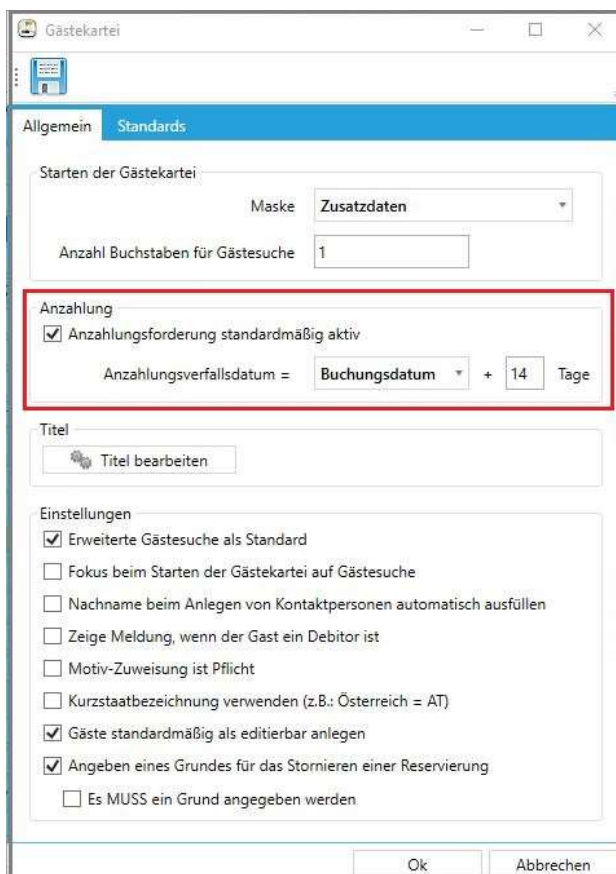 Gästekartei
Allgemein Standards
Starten der Gästekartei
Maske Zusatzdaten
Anzahl Buchstaben für Gästesuche 1
Anzahlung
Anzahlungsforderung standardmäßig aktiv
Anzahlungsverfallsdatum = Buchungsdatum + 14 Tage
Titel
Titel bearbeiten
Einstellungen
Erweiterte Gästesuche als Standard
Fokus beim Starten der Gästekartei auf Gästesuche
Nachname beim Anlegen von Kontaktpersonen automatisch ausfüllen
Zeige Meldung, wenn der Gast ein Debitor ist
Motiv-Zuweisung ist Pflicht
Kurzstaatbezeichnung verwenden (z.B.: Österreich = AT)
Gäste standardmäßig als editierbar anlegen
Angeben eines Grundes für das Stornieren einer Reservierung
Es MUSS ein Grund angegeben werden
Ok Abbrechen